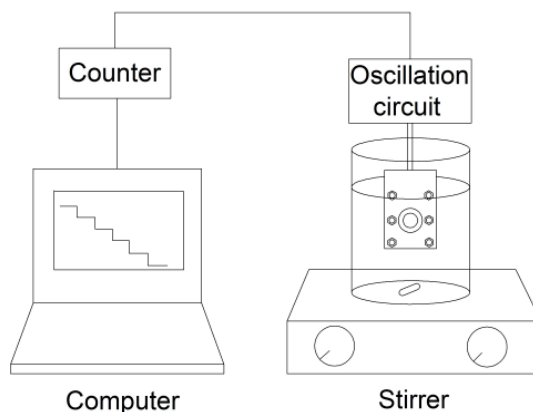 Counter
Oscillation
circuit
Computer
Stirrer